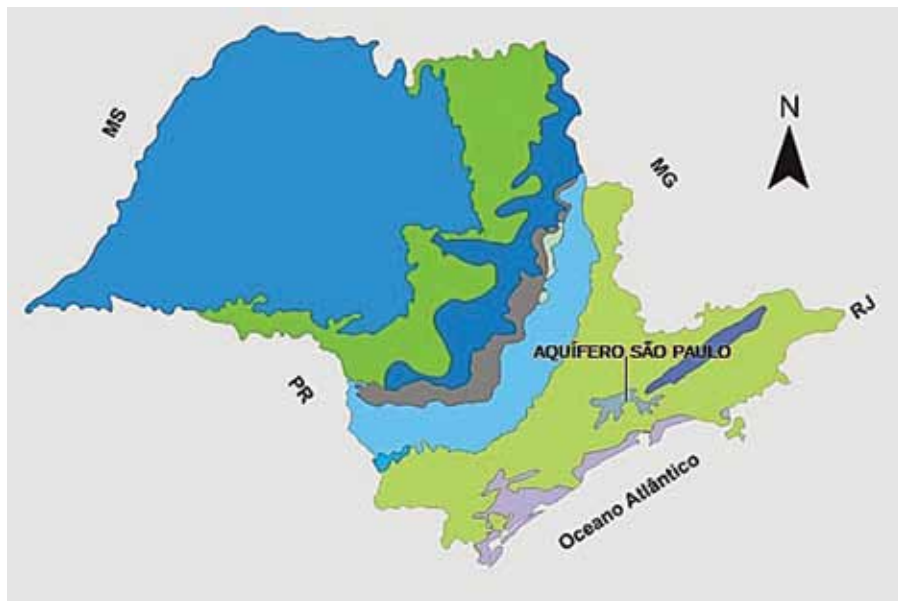 MS
N
MG
RJ
AQUÍFERO SÃO PAULO
PR
Oceano Atlântico